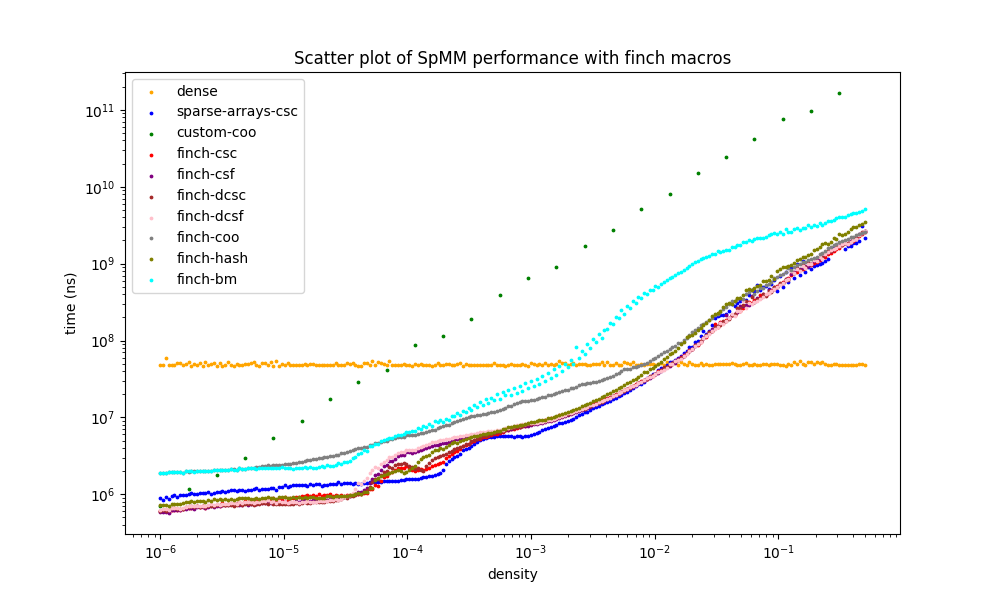 Scatter plot of SpMM performance with finch macros
dense
sparse-arrays-csc
custom-coo
finch-csc
finch-csf
finch-dcsc
finch-dcsf
finch-coo
finch-hash
finch-bm
time (ns)
10¹¹
10¹⁰
10⁹
10⁸
10⁷
10⁶
10⁻⁶ 10⁻⁵ 10⁻⁴ 10⁻³ 10⁻² 10⁻¹
density